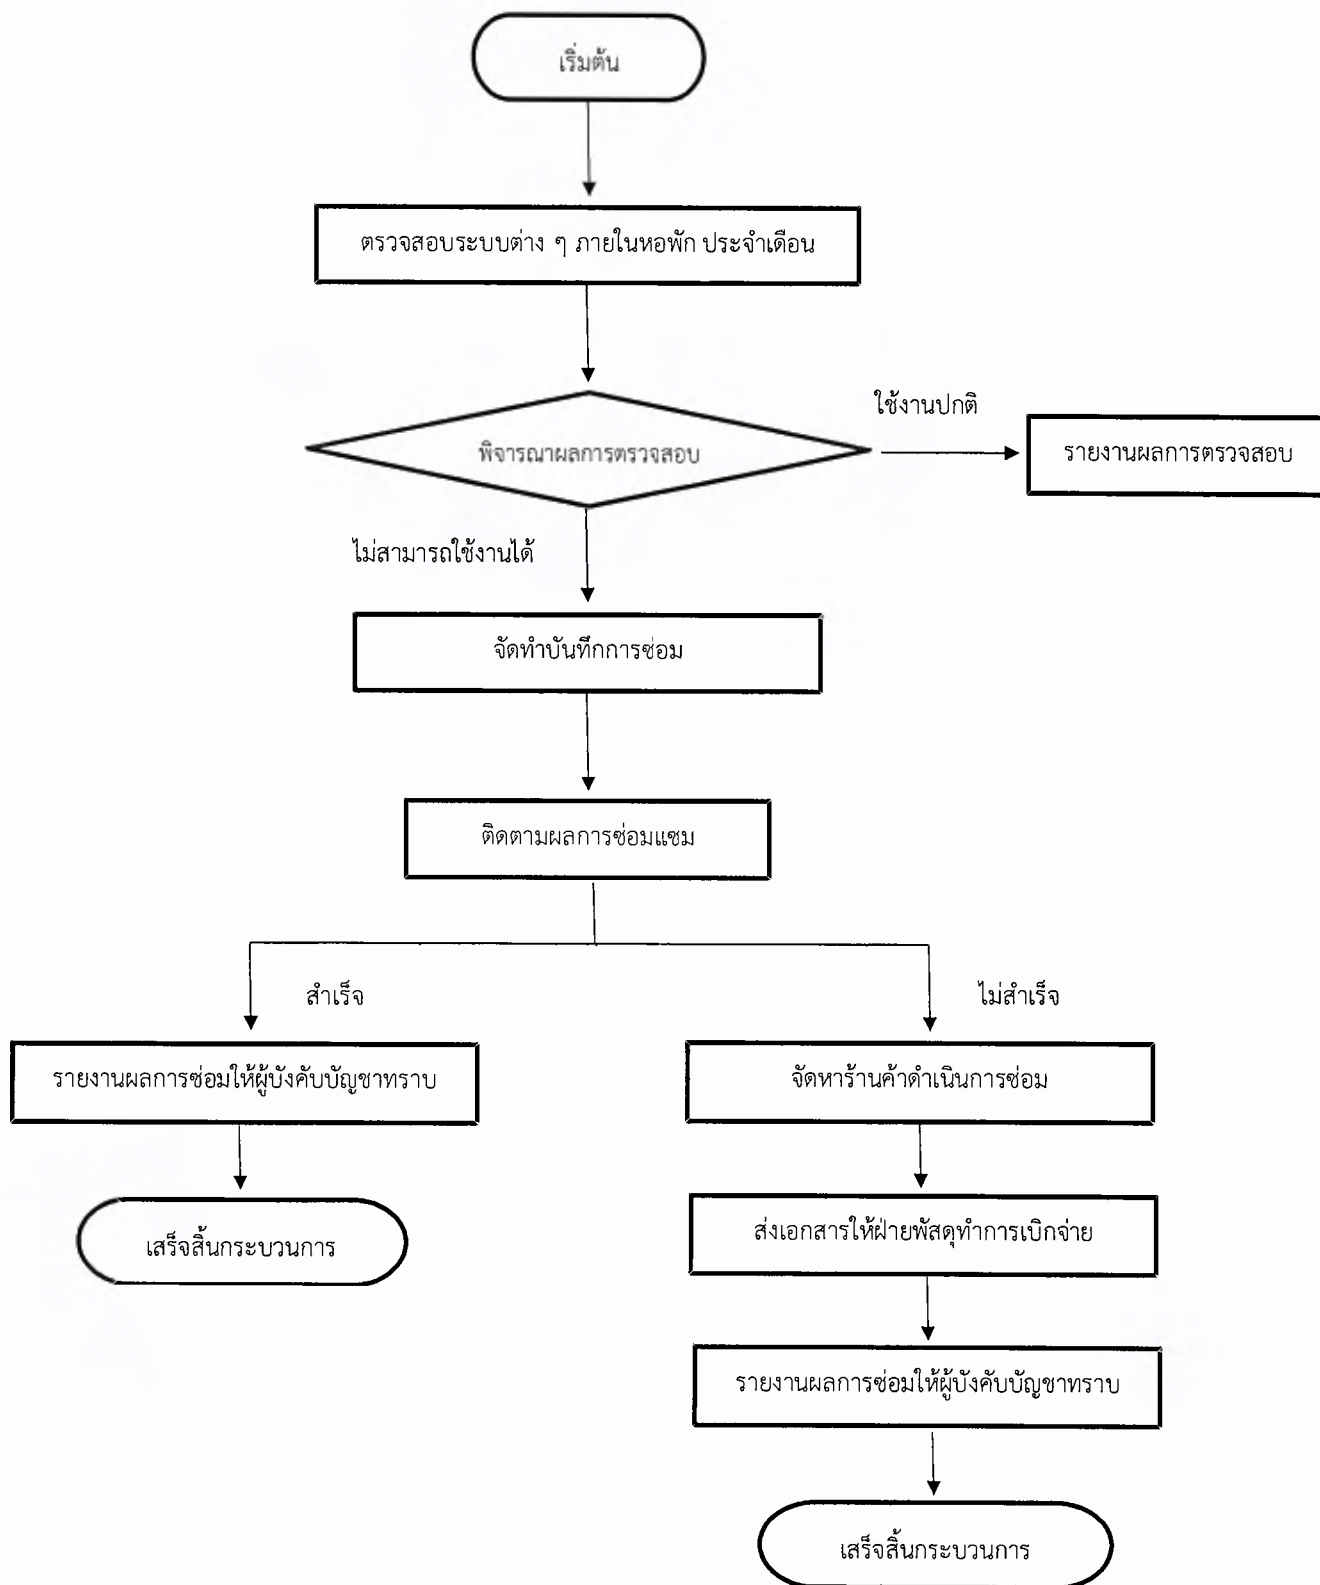 เริ่มต้น
ตรวจสอบระบบต่าง ๆ ภายในหอพัก ประจำเดือน
ใช้งานปกติ
พิจารณาผลการตรวจสอบ
รายงานผลการตรวจสอบ
ไม่สามารถใช้งานได้
จัดทำบันทึกการซ่อม
ติดตามผลการซ่อมแซม
สำเร็จ
ไม่สำเร็จ
รายงานผลการซ่อมให้ผู้บังคับบัญชาทราบ
จัดหาร้านค้าดำเนินการซ่อม
เสร็จสิ้นกระบวนการ
ส่งเอกสารให้ฝ่ายพัสดุทำการเบิกจ่าย
รายงานผลการซ่อมให้ผู้บังคับบัญชาทราบ
เสร็จสิ้นกระบวนการ